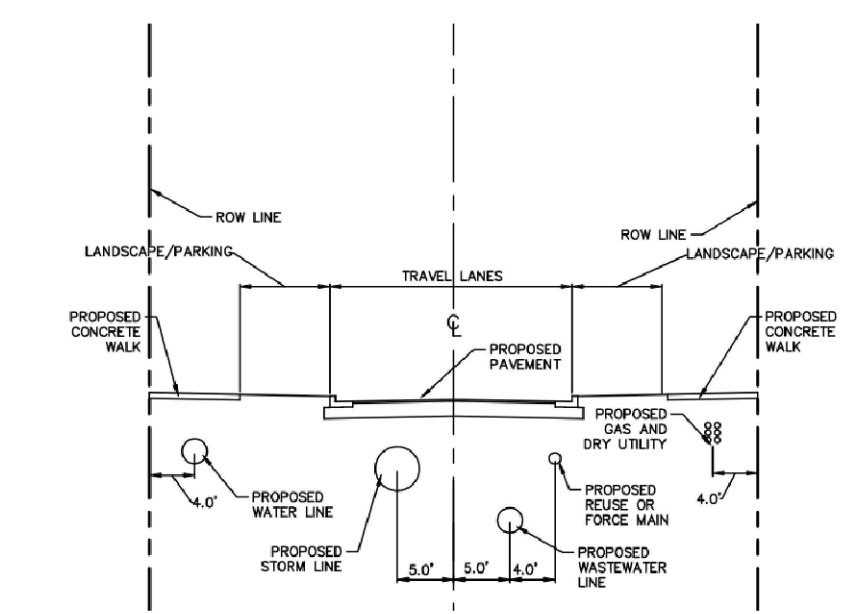 ROW LINE
ROW LINE
LANDSCAPE/PARKING
LANDSCAPE/PARKING
TRAVEL LANES
PROPOSED
CONCRETE
WALK
℄
PROPOSED
PAVEMENT
PROPOSED
CONCRETE
WALK
PROPOSED
GAS AND
DRY UTILITY
4.0'
PROPOSED
WATER LINE
PROPOSED
STORM LINE
5.0'
5.0'
4.0'
PROPOSED
REUSE OR
FORCE MAIN
PROPOSED
WASTEWATER
LINE
4.0'